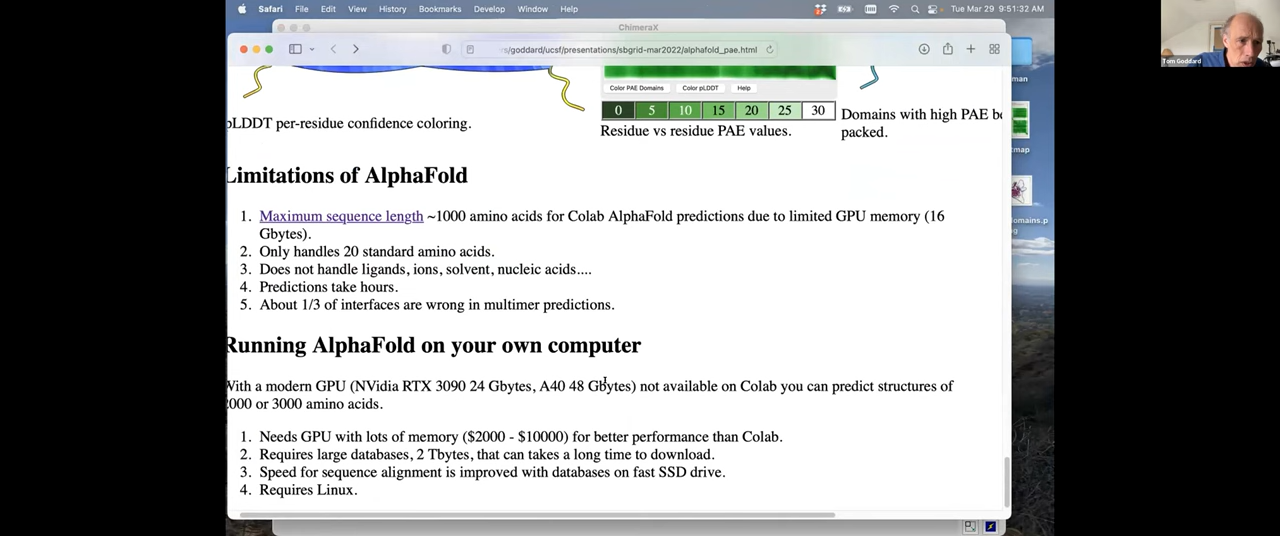 Safari File Edit View History Bookmarks Develop Window Help Tue Mar 29 9:51:32 AM
ChimeraX
/goddard/ucsf/presentations/sbgrid-mar2022/alphafold_pae.html
Tom Goddard
Color PAE Domains Color pLDDT Help
0 5 10 15 20 25 30
pLDDT per-residue confidence coloring.
Residue vs residue PAE values.
Domains with high PAE be
packed.
Limitations of AlphaFold
1. Maximum sequence length ~1000 amino acids for Colab AlphaFold predictions due to limited GPU memory (16
Gbytes).
2. Only handles 20 standard amino acids.
3. Does not handle ligands, ions, solvent, nucleic acids....
4. Predictions take hours.
5. About 1/3 of interfaces are wrong in multimer predictions.
Running AlphaFold on your own computer
With a modern GPU (NVidia RTX 3090 24 Gbytes, A40 48 Gbytes) not available on Colab you can predict structures of
2000 or 3000 amino acids.
1. Needs GPU with lots of memory ($2000 - $10000) for better performance than Colab.
2. Requires large databases, 2 Tbytes, that can takes a long time to download.
3. Speed for sequence alignment is improved with databases on fast SSD drive.
4. Requires Linux.